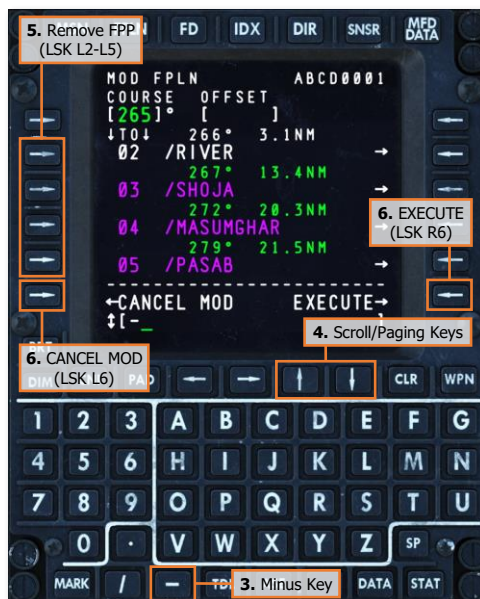 5. Remove FPP
(LSK L2-L5)
FD IDX DIR SNSR MFD DATA
MOD FPLN ABCD0001
COURSE OFFSET
[265]° [ ]
↓TO↓ 266° 3.1NM
02 /RIVER →
267° 13.4NM
03 /SHOJA →
272° 20.3NM
04 /MASUMGHAR →
279° 21.5NM
05 /PASAB →
6. EXECUTE
(LSK R6)
←CANCEL MOD EXECUTE→
↕[-_ ]
6. CANCEL MOD
(LSK L6)
4. Scroll/Paging Keys
DIM PAD ← → ↑ ↓ CLR WPN
1 2 3 A B C D E F G
4 5 6 H I J K L M N
7 8 9 O P Q R S T U
0 . V W X Y Z SP
MARK / - 3. Minus Key DATA STAT